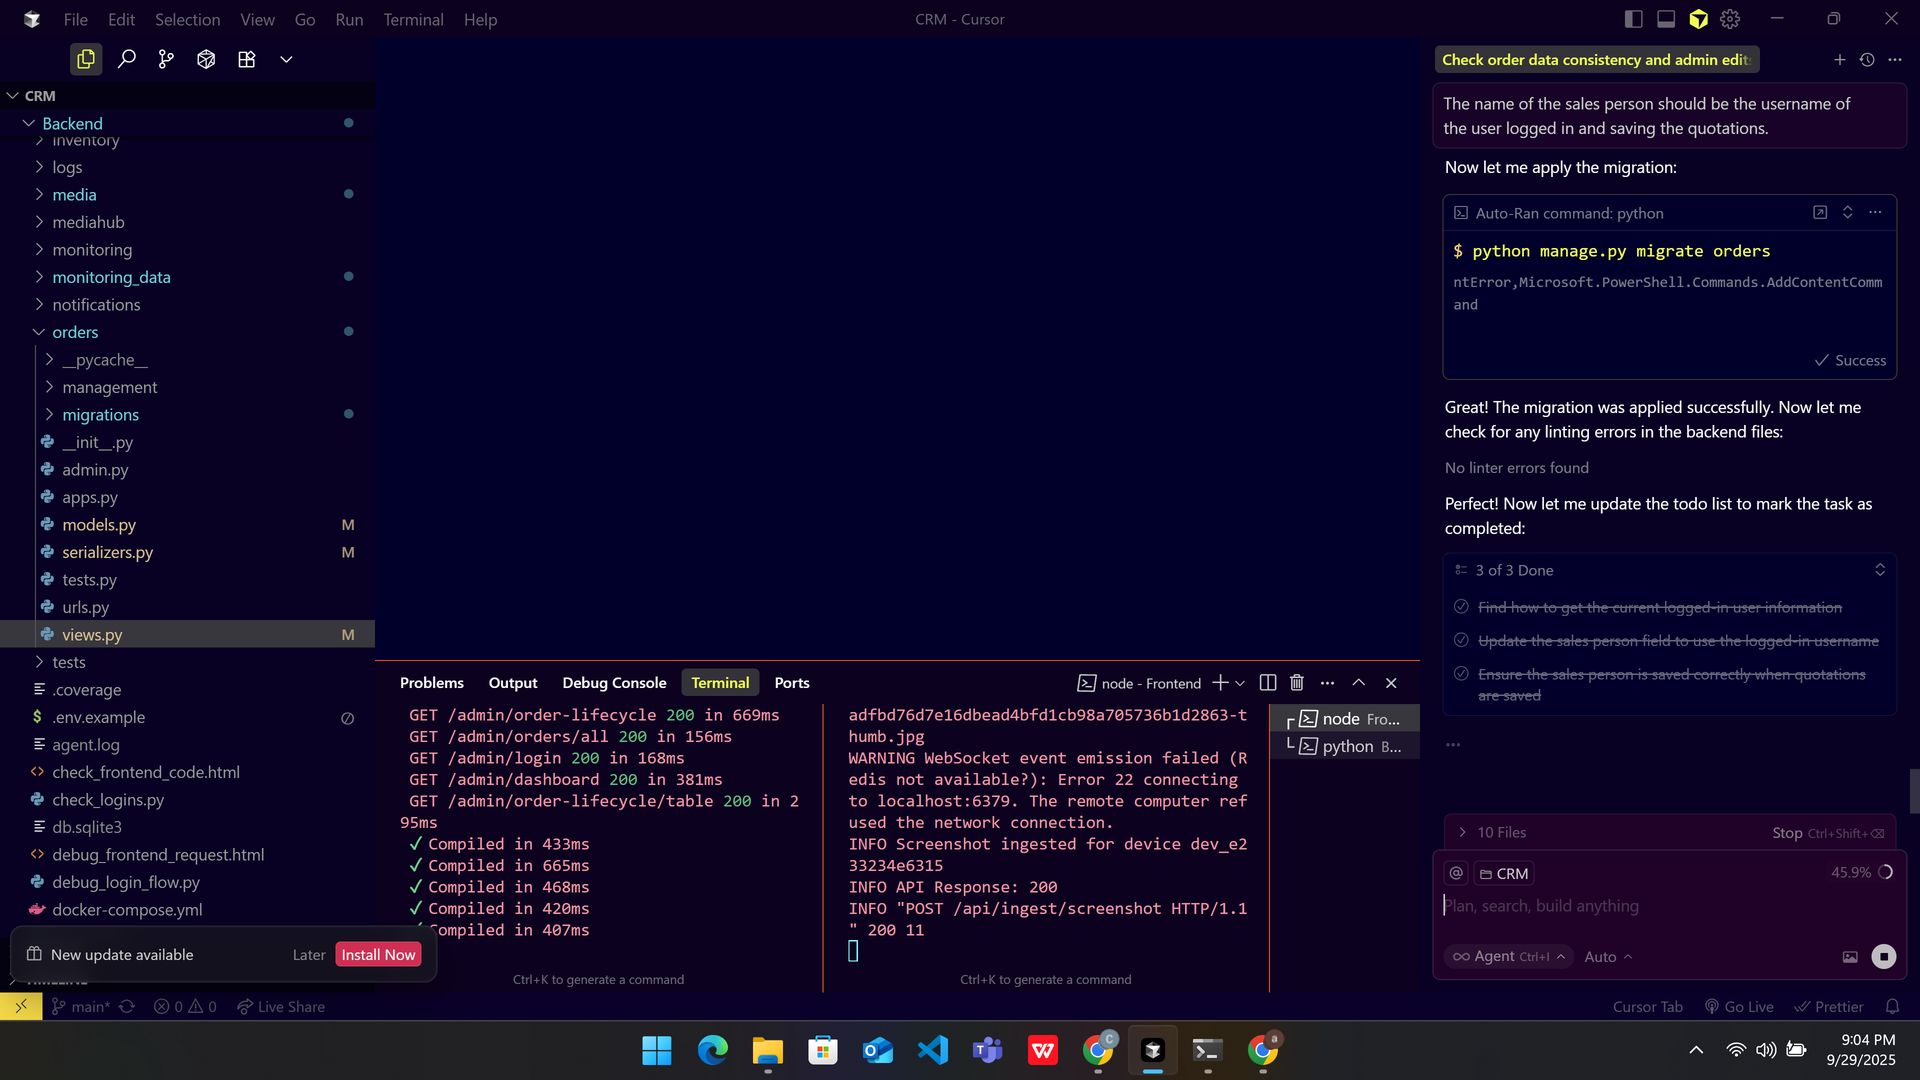 File Edit Selection View Go Run Terminal Help
CRM - Cursor
CRM
Backend
inventory
logs
media
mediahub
monitoring
monitoring_data
notifications
orders
__pycache__
management
migrations
__init__.py
admin.py
apps.py
models.py M
serializers.py M
tests.py
urls.py
views.py M
tests
.coverage
$ .env.example
agent.log
check_frontend_code.html
check_logins.py
db.sqlite3
debug_frontend_request.html
debug_login_flow.py
docker-compose.yml
New update available Later Install Now
TIMELINE
Problems Output Debug Console Terminal Ports
node - Frontend
GET /admin/order-lifecycle 200 in 669ms
GET /admin/orders/all 200 in 156ms
GET /admin/login 200 in 168ms
GET /admin/dashboard 200 in 381ms
GET /admin/order-lifecycle/table 200 in 2
95ms
✓ Compiled in 433ms
✓ Compiled in 665ms
✓ Compiled in 468ms
✓ Compiled in 420ms
✓ Compiled in 407ms
Ctrl+K to generate a command
adfbd76d7e16dbead4bfd1cb98a705736b1d2863-t
humb.jpg
WARNING WebSocket event emission failed (R
edis not available?): Error 22 connecting
to localhost:6379. The remote computer ref
used the network connection.
INFO Screenshot ingested for device dev_e2
33234e6315
INFO API Response: 200
INFO "POST /api/ingest/screenshot HTTP/1.1
" 200 11
Ctrl+K to generate a command
node Fro...
python B...
Check order data consistency and admin edit
The name of the sales person should be the username of
the user logged in and saving the quotations.
Now let me apply the migration:
Auto-Ran command: python
$ python manage.py migrate orders
ntError,Microsoft.PowerShell.Commands.AddContentComm
and
Success
Great! The migration was applied successfully. Now let me
check for any linting errors in the backend files:
No linter errors found
Perfect! Now let me update the todo list to mark the task as
completed:
3 of 3 Done
Find how to get the current logged-in user information
Update the sales person field to use the logged-in username
Ensure the sales person is saved correctly when quotations
are saved
10 Files Stop Ctrl+Shift+⌫
@ CRM 45.9%
Plan, search, build anything
Agent Ctrl+I Auto
main* 0 0 Live Share
Cursor Tab Go Live Prettier
9:04 PM
9/29/2025